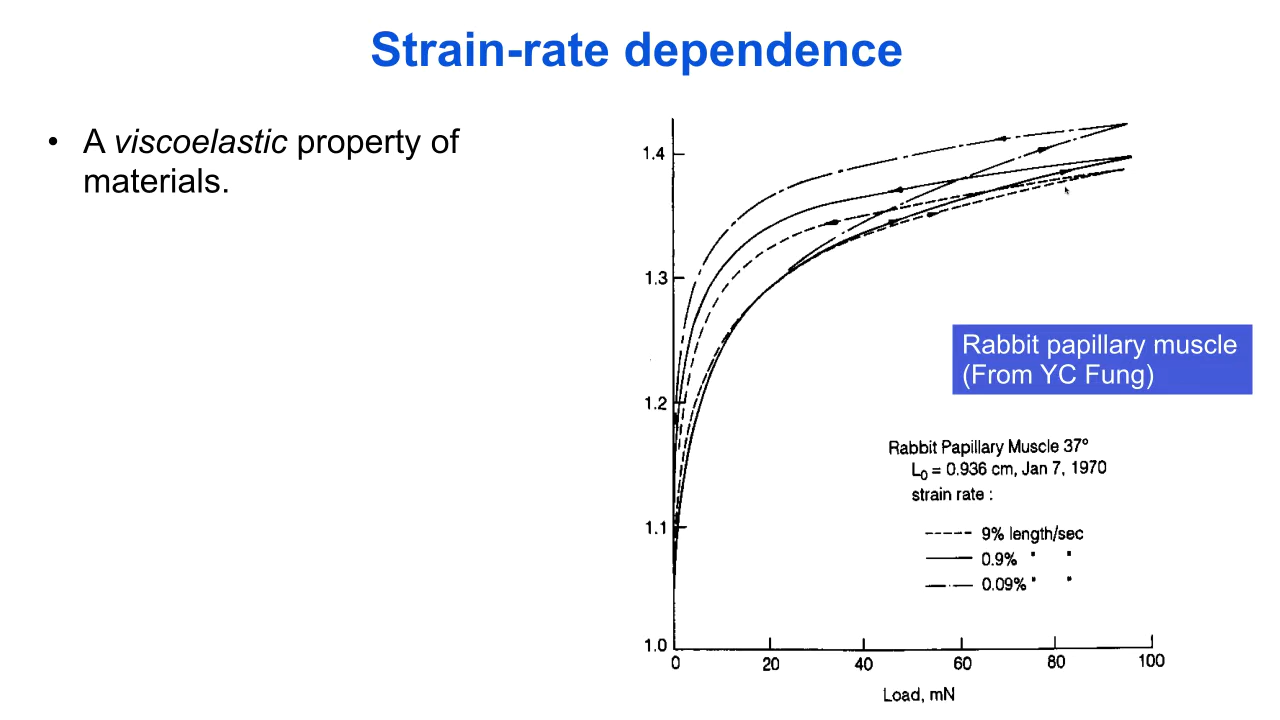 Strain-rate dependence
• A viscoelastic property of
materials.
1.4
1.3
1.2
1.1
1.0
0
20
40
60
80
100
Load, mN
Rabbit papillary muscle
(From YC Fung)
Rabbit Papillary Muscle 37°
L0 = 0.936 cm, Jan 7, 1970
strain rate :
9% length/sec
0.9% " "
0.09% " "